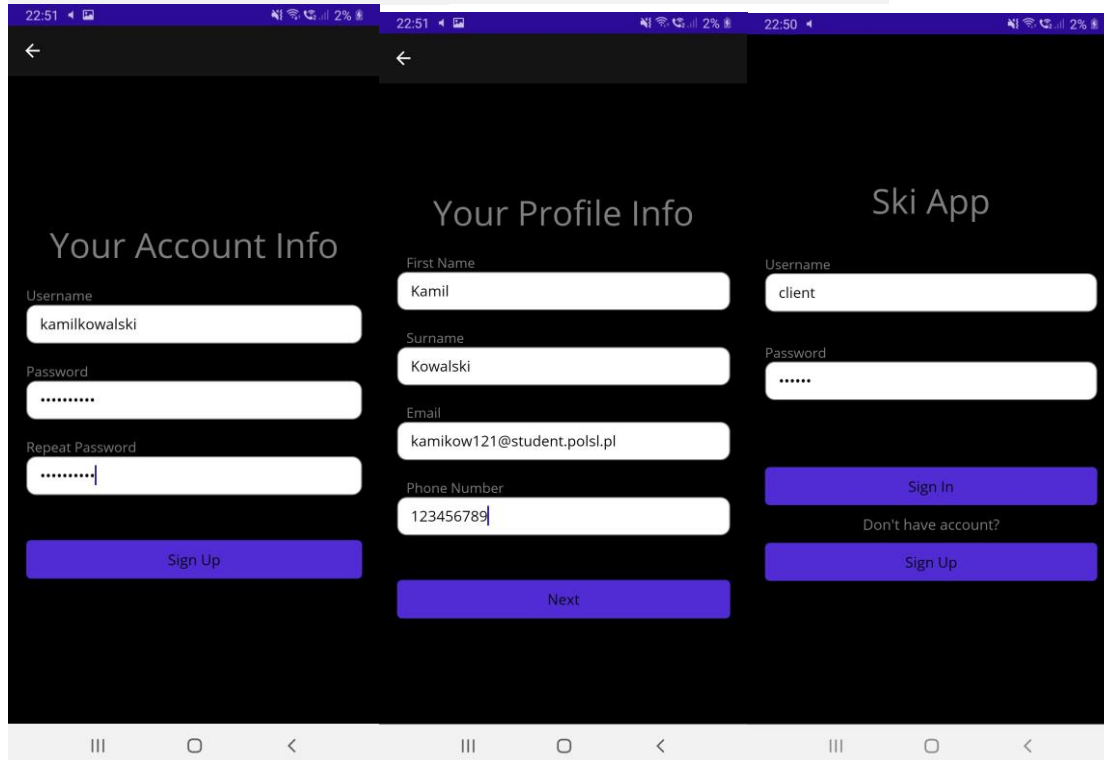 22:51 2%
Your Account Info
Username
kamilkowalski
Password
••••••••••
Repeat Password
••••••••••
Sign Up
22:51 2%
Your Profile Info
First Name
Kamil
Surname
Kowalski
Email
kamikow121@student.polsl.pl
Phone Number
123456789
Next
22:50 2%
Ski App
Username
client
Password
••••••
Sign In
Don't have account?
Sign Up